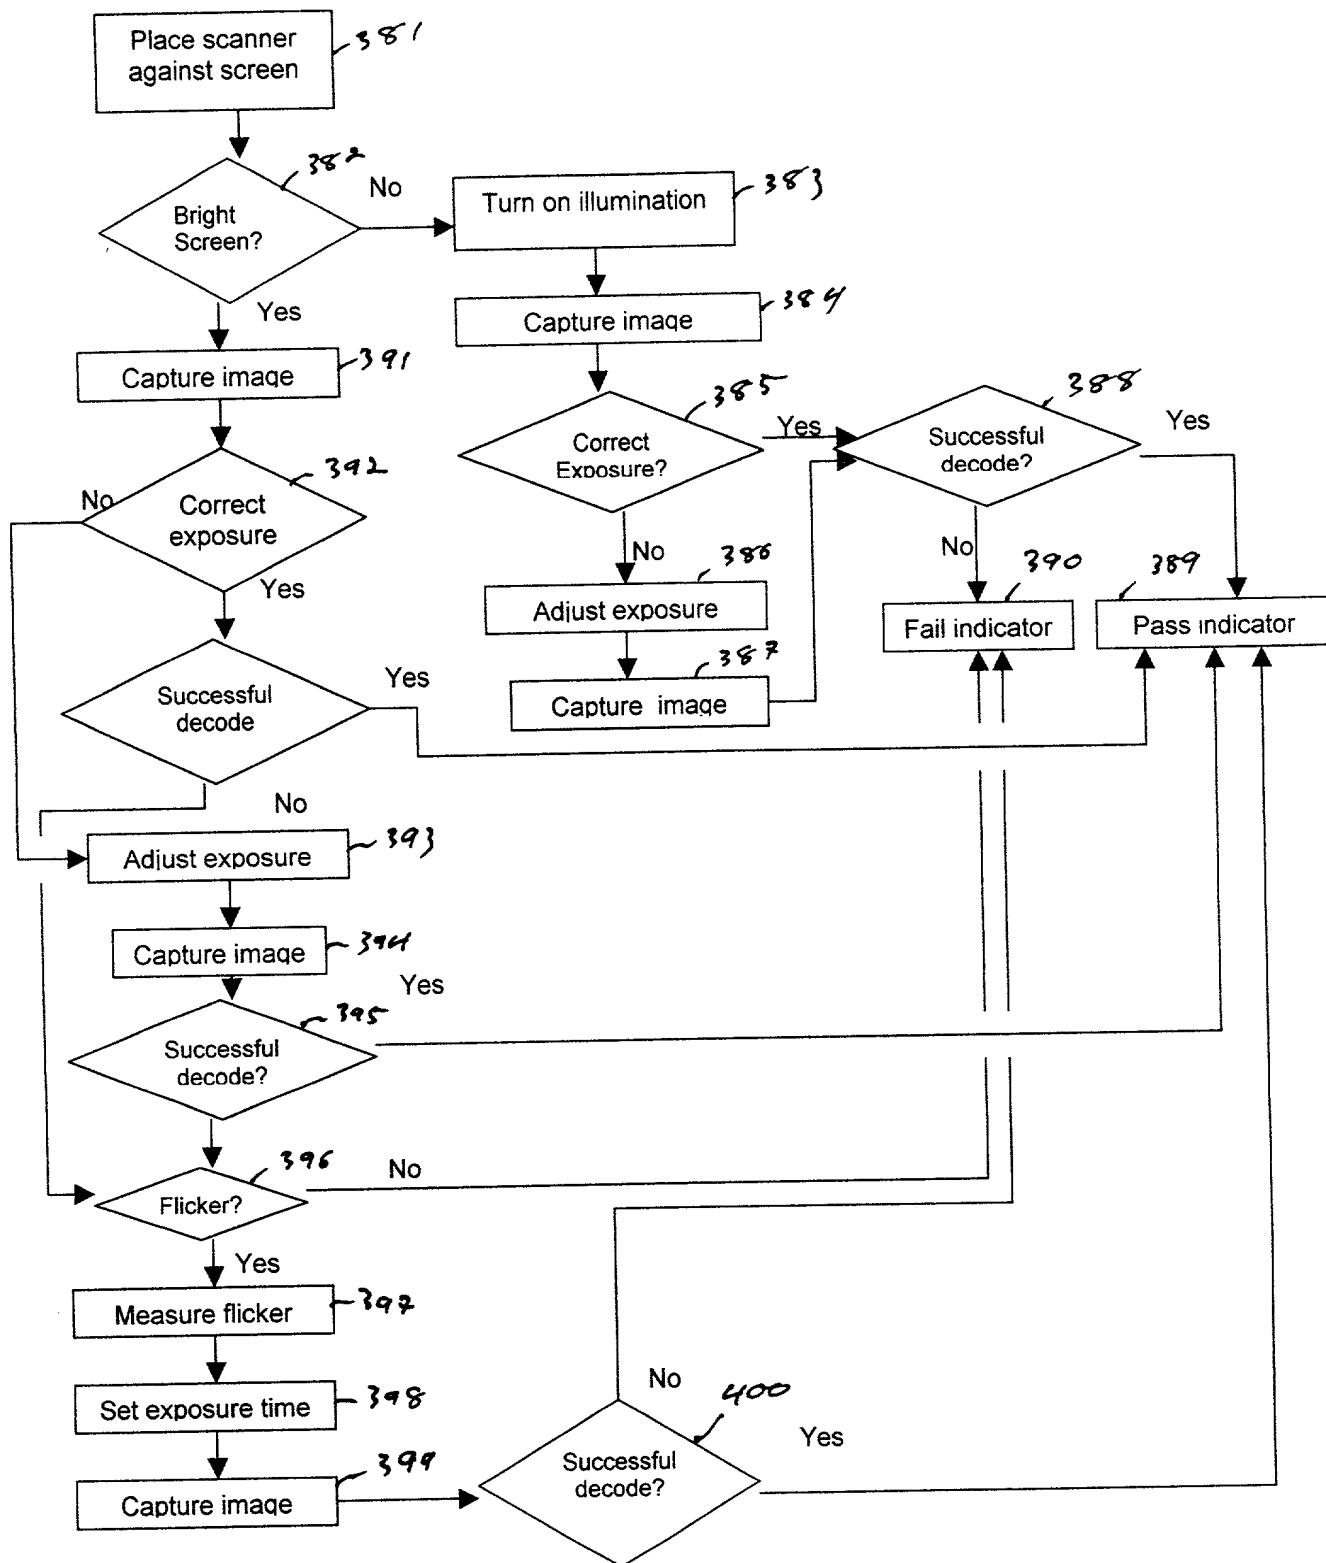 Place scanner
against screen
381
382
Bright
Screen?
No
Turn on illumination
383
Yes
Capture image
384
Capture image
391
385
388
Correct
Exposure?
Yes
Successful
decode?
Yes
392
No
Correct
exposure
Yes
No
386
Adjust exposure
No
390
389
Fail indicator
Pass indicator
387
Capture image
Successful
decode
Yes
No
Adjust exposure
393
Capture image
394
Yes
395
Successful
decode?
396
Flicker?
No
Yes
Measure flicker
397
Set exposure time
398
No
400
Capture image
399
Successful
decode?
Yes